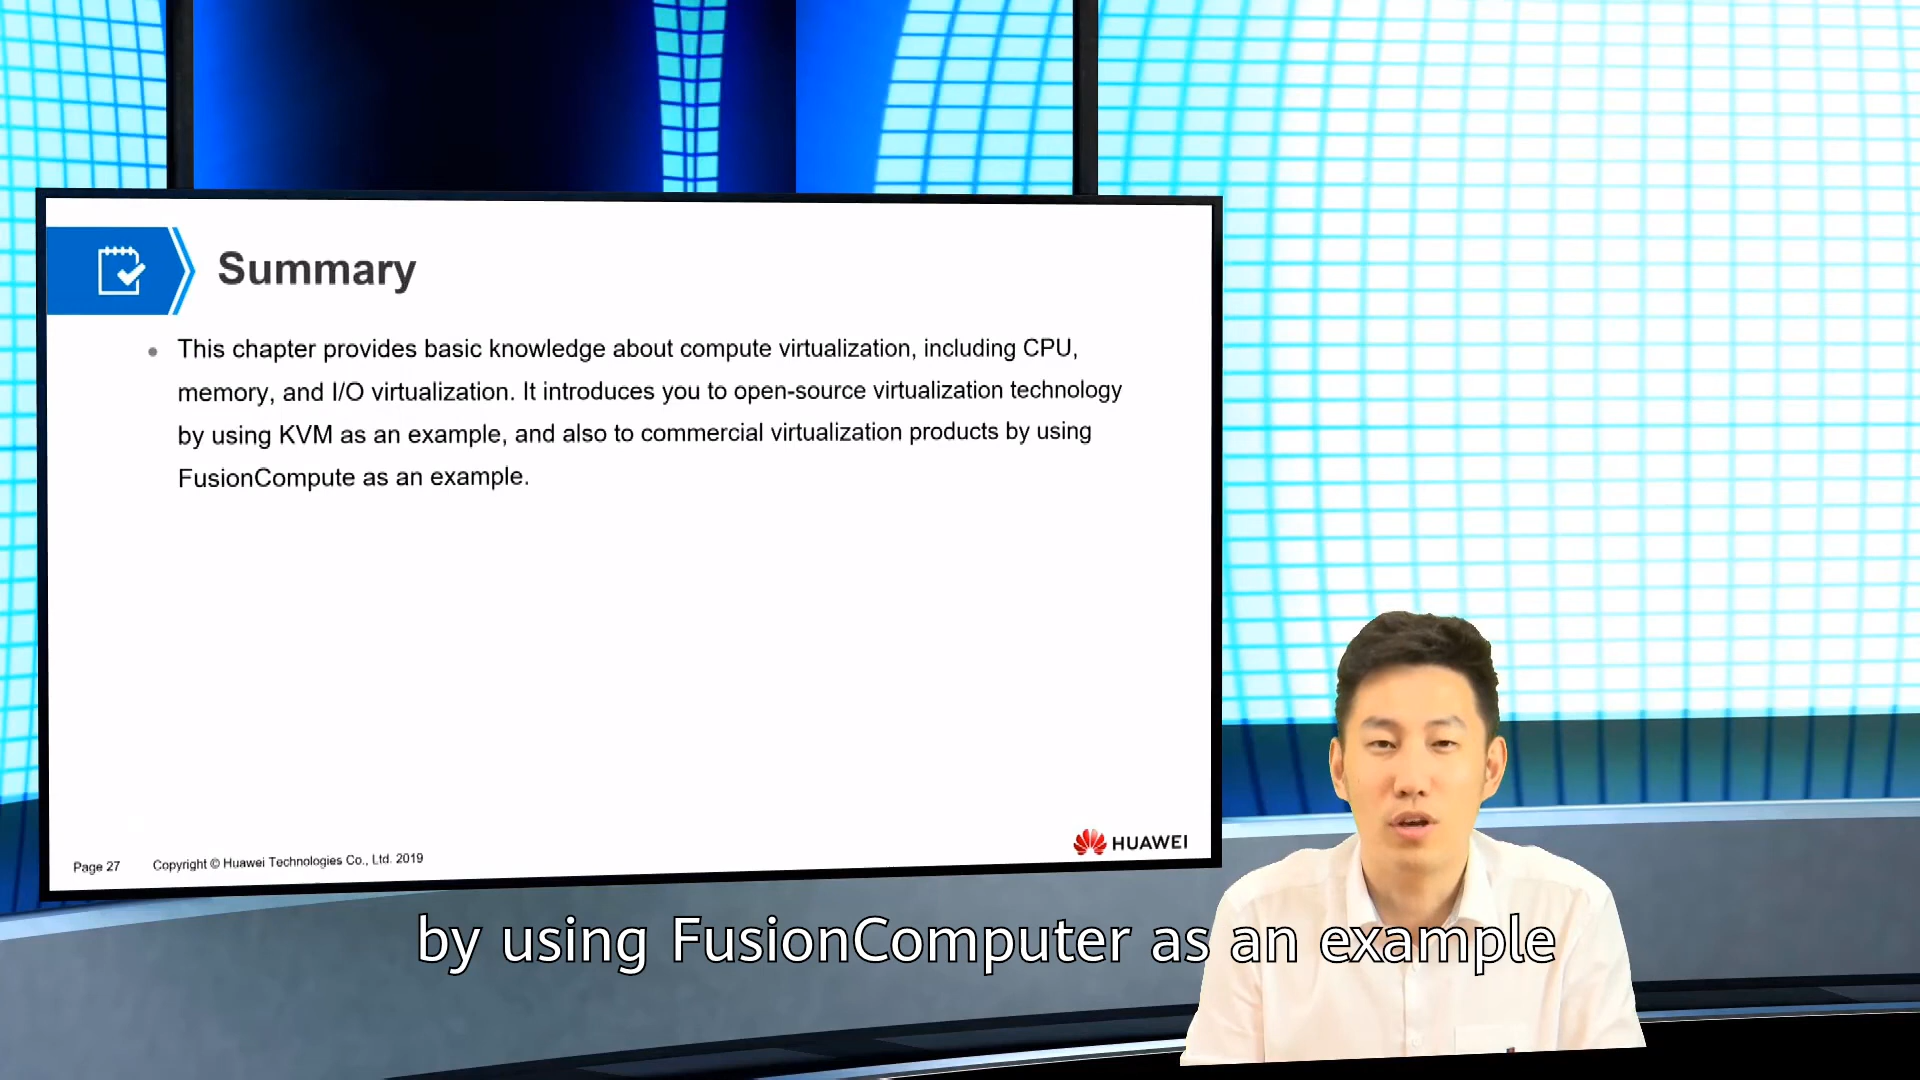 Summary
This chapter provides basic knowledge about compute virtualization, including CPU,
memory, and I/O virtualization. It introduces you to open-source virtualization technology
by using KVM as an example, and also to commercial virtualization products by using
FusionCompute as an example.
Page 27 Copyright © Huawei Technologies Co., Ltd. 2019
HUAWEI
by using FusionComputer as an example